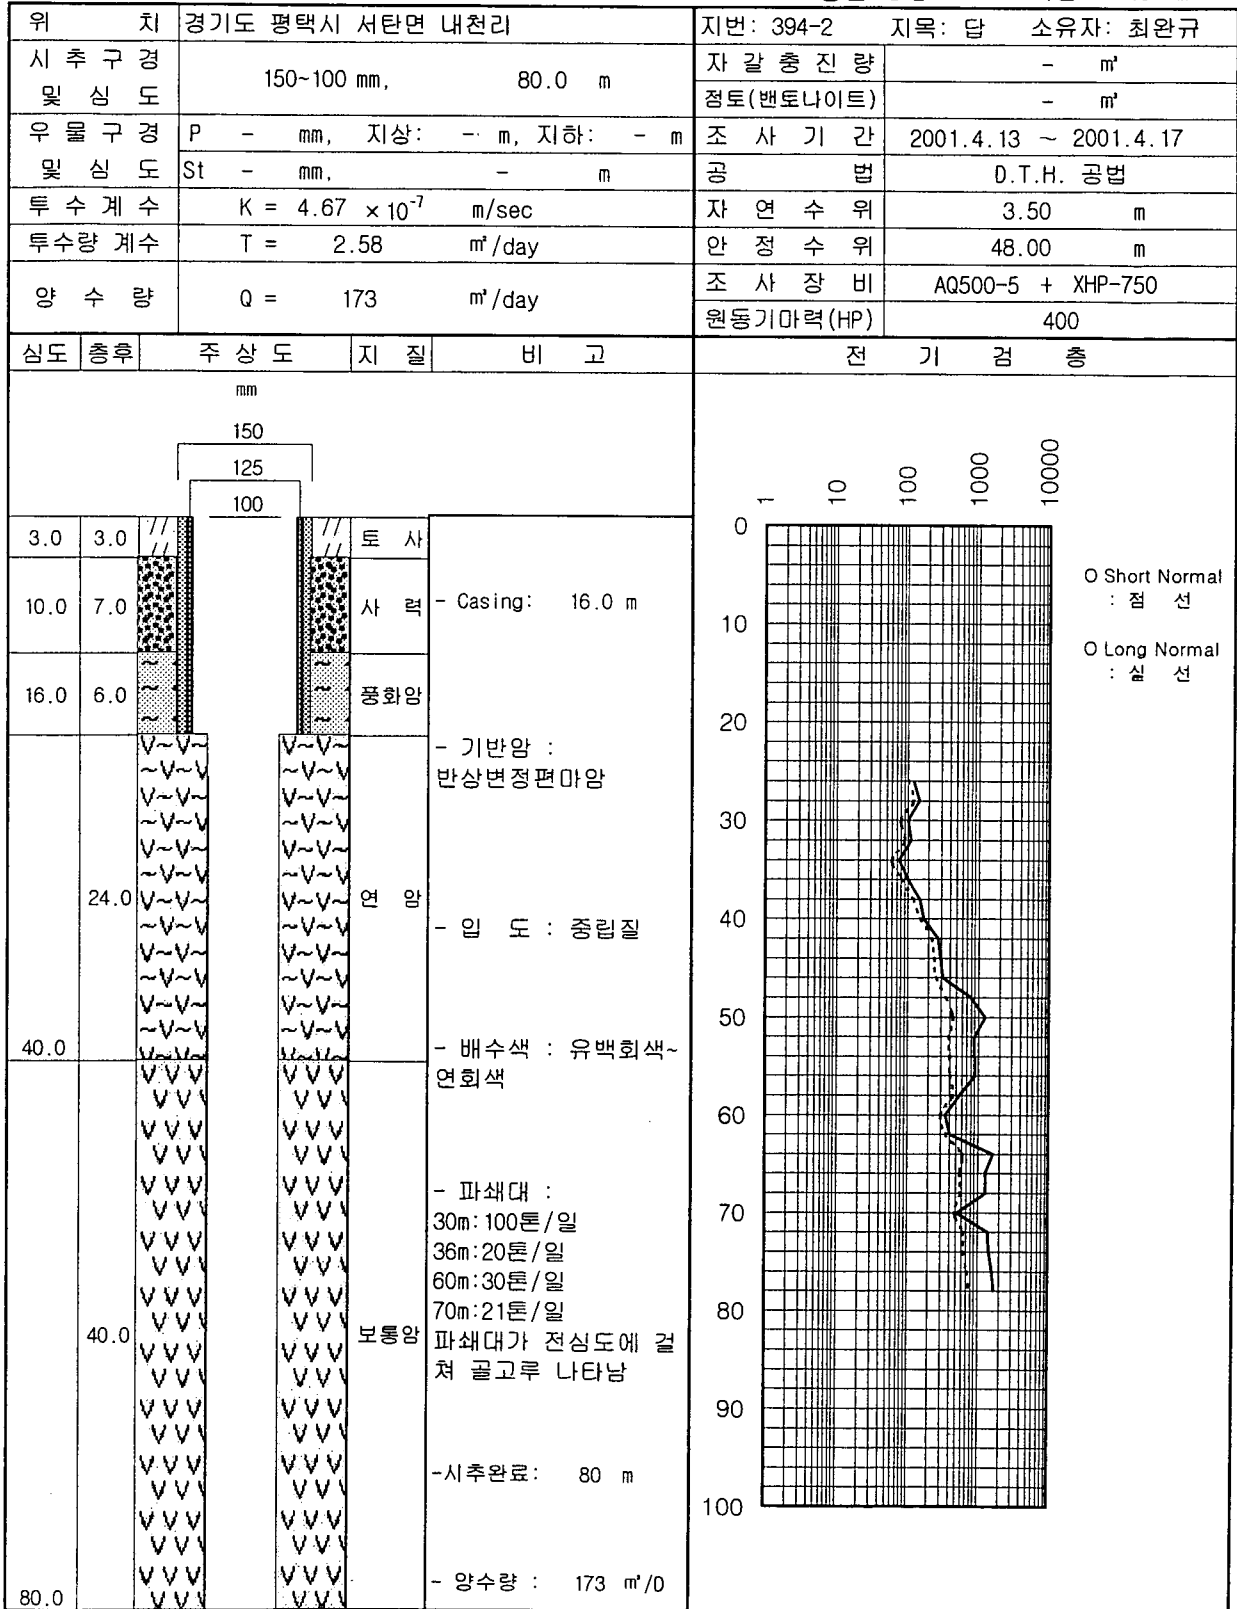 위 치 경기도 평택시 서탄면 내천리 지번: 394-2 지목: 답 소유자: 최완규
시 추 구 경 및 심 도 150~100 mm, 80.0 m
자 갈 충 진 량 - m³
점토(밴토나이트) - m³
우 물 구 경 및 심 도 P - mm, 지상: - m, 지하: - m
St - mm, - m
조 사 기 간 2001.4.13 ~ 2001.4.17
공 법 D.T.H. 공법
투 수 계 수 K = 4.67 ×10⁻⁷ m/sec
자 연 수 위 3.50 m
투수량 계수 T = 2.58 m²/day
안 정 수 위 48.00 m
양 수 량 Q = 173 m³/day
조 사 장 비 AQ500-5 + XHP-750
원동기마력(HP) 400
심도 층후 주 상 도 지 질 비 고 전 기 검 층
mm
150
125
100
3.0 3.0 토 사
10.0 7.0 사 력
16.0 6.0 풍화암
24.0 연 암
40.0
40.0 보통암
80.0
- Casing: 16.0 m
- 기반암 :
반상변정편마암
- 입 도 : 중립질
- 배수색 : 유백회색~
연회색
- 파쇄대 :
30m:100톤/일
36m:20톤/일
60m:30톤/일
70m:21톤/일
파쇄대가 전심도에 걸
쳐 골고루 나타남
-시추완료: 80 m
- 양수량 : 173 m³/D
1 10 100 1000 10000
0
10
20
30
40
50
60
70
80
90
100
O Short Normal
: 점 선
O Long Normal
: 실 선